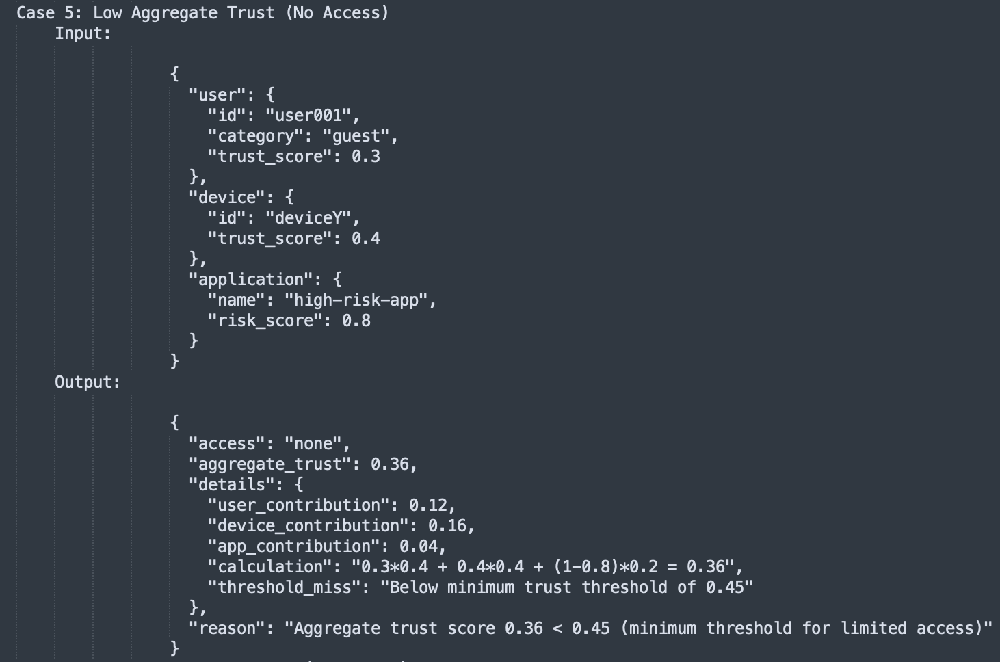 Case 5: Low Aggregate Trust (No Access)
Input:
{
"user": {
"id": "user001",
"category": "guest",
"trust_score": 0.3
},
"device": {
"id": "deviceY",
"trust_score": 0.4
},
"application": {
"name": "high-risk-app",
"risk_score": 0.8
}
}
Output:
{
"access": "none",
"aggregate_trust": 0.36,
"details": {
"user_contribution": 0.12,
"device_contribution": 0.16,
"app_contribution": 0.04,
"calculation": "0.3*0.4 + 0.4*0.4 + (1-0.8)*0.2 = 0.36",
"threshold_miss": "Below minimum trust threshold of 0.45"
},
"reason": "Aggregate trust score 0.36 < 0.45 (minimum threshold for limited access)"
}